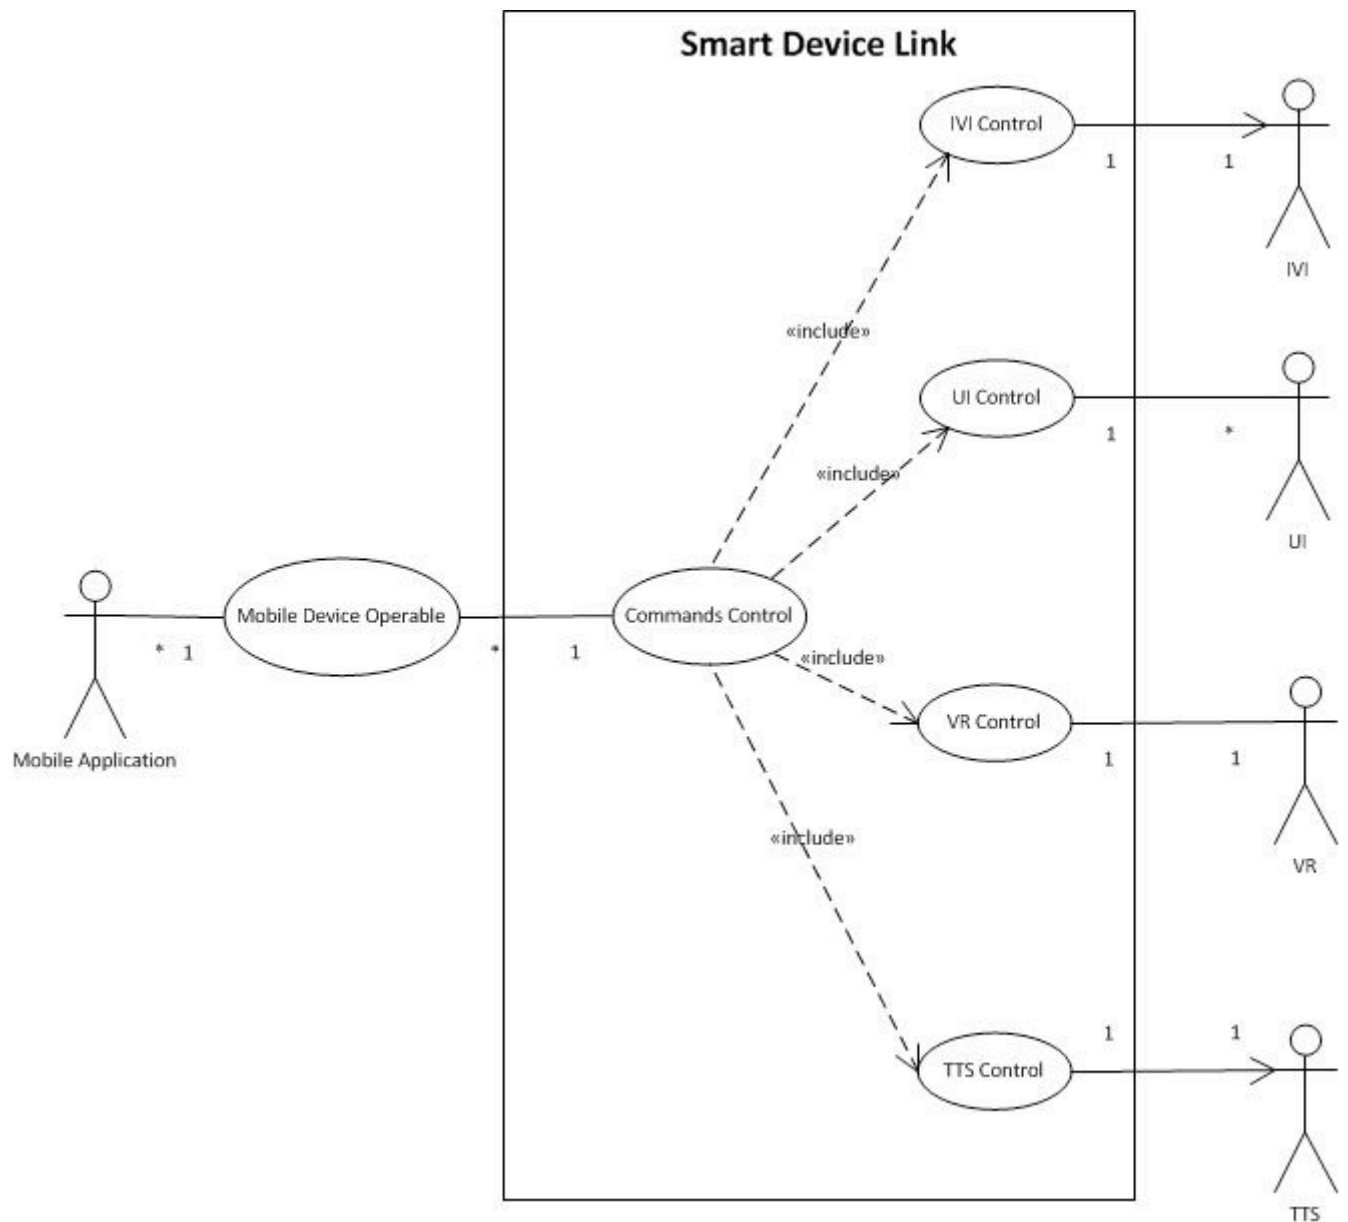 Smart Device Link
IVI Control
1
1
IVI
«include»
UI Control
1
*
UI
«include»
Mobile Device Operable
Commands Control
*
1
*
1
Mobile Application
«include»
VR Control
1
1
VR
«include»
1
1
TTS Control
TTS